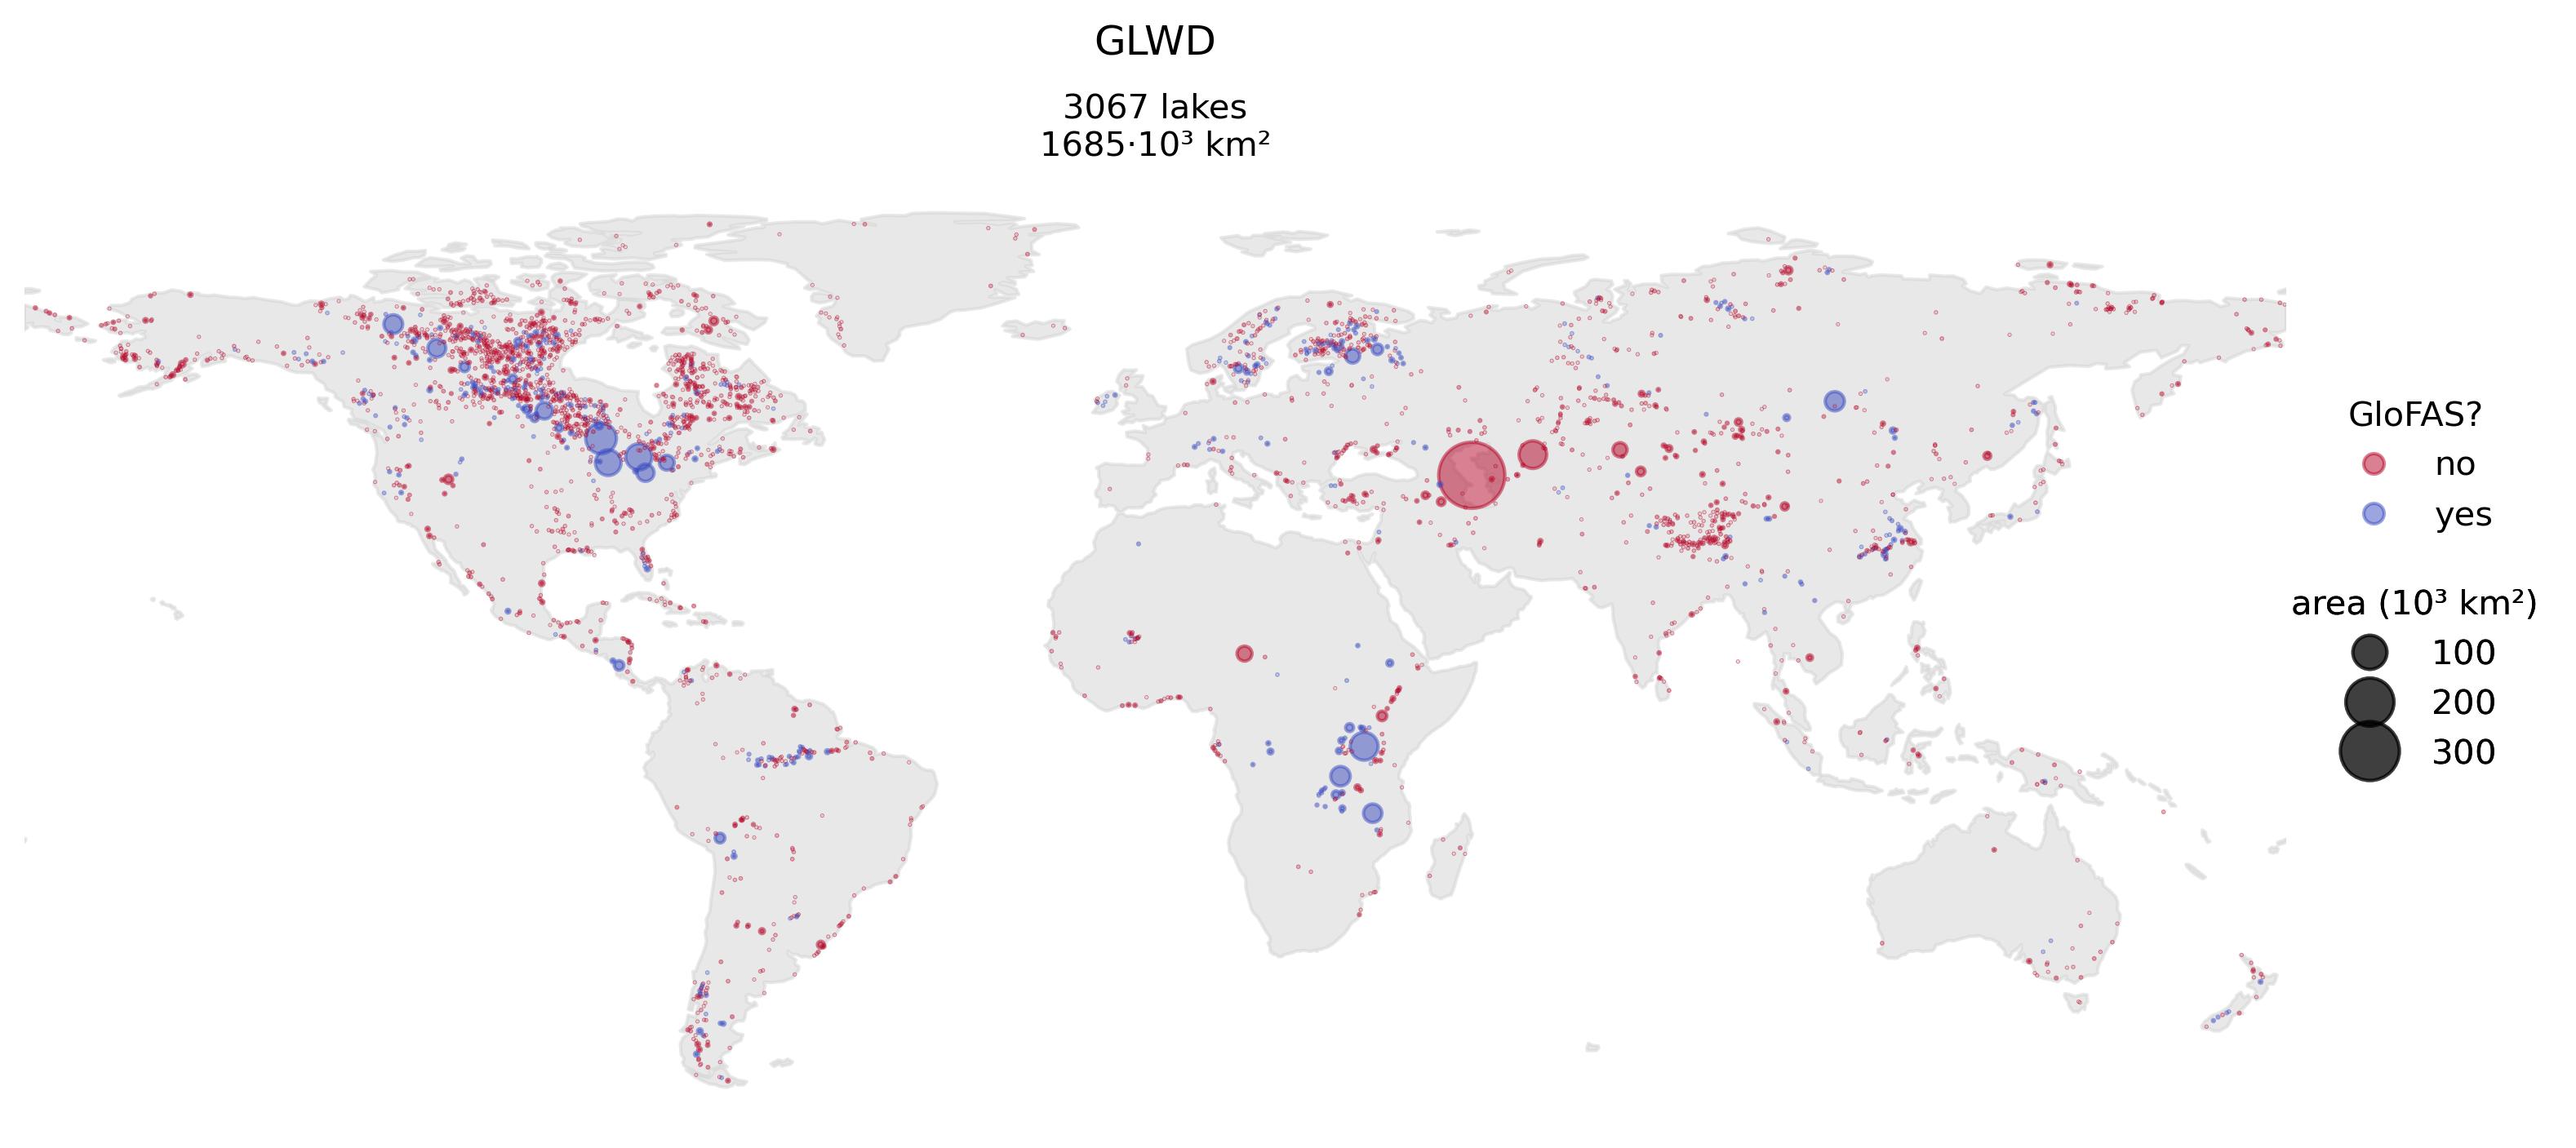 GLWD
3067 lakes
1685·10³ km²
GloFAS?
no
yes
area (10³ km²)
100
200
300